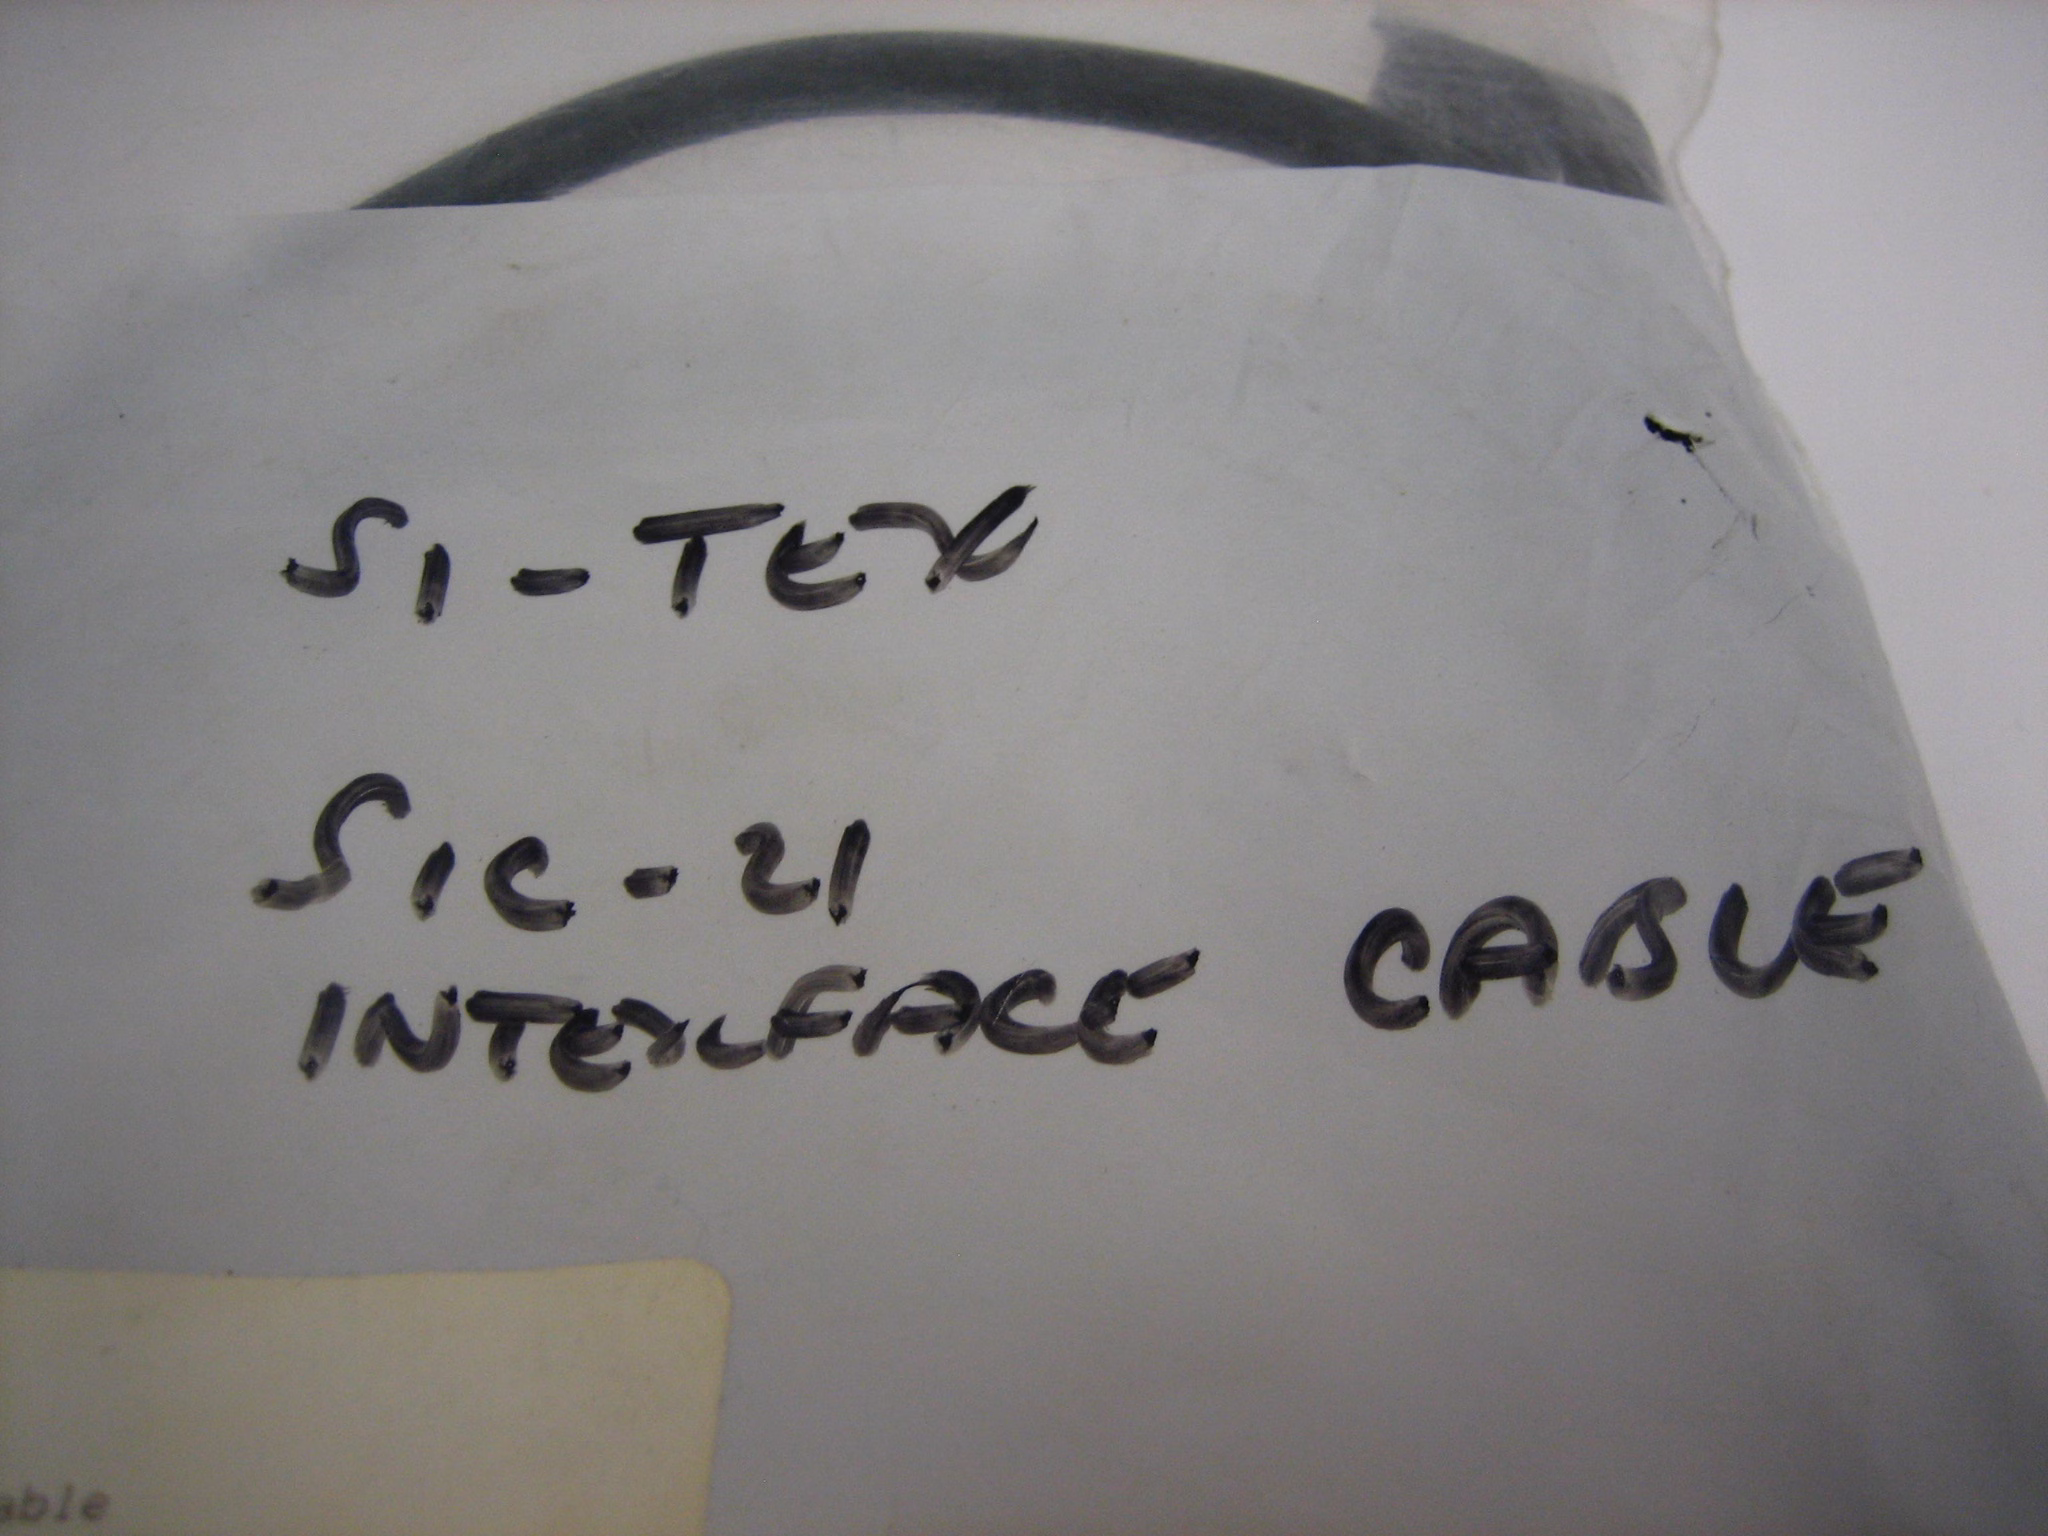 SI-TEX
SIC-21
INTERFACE CABLE
able